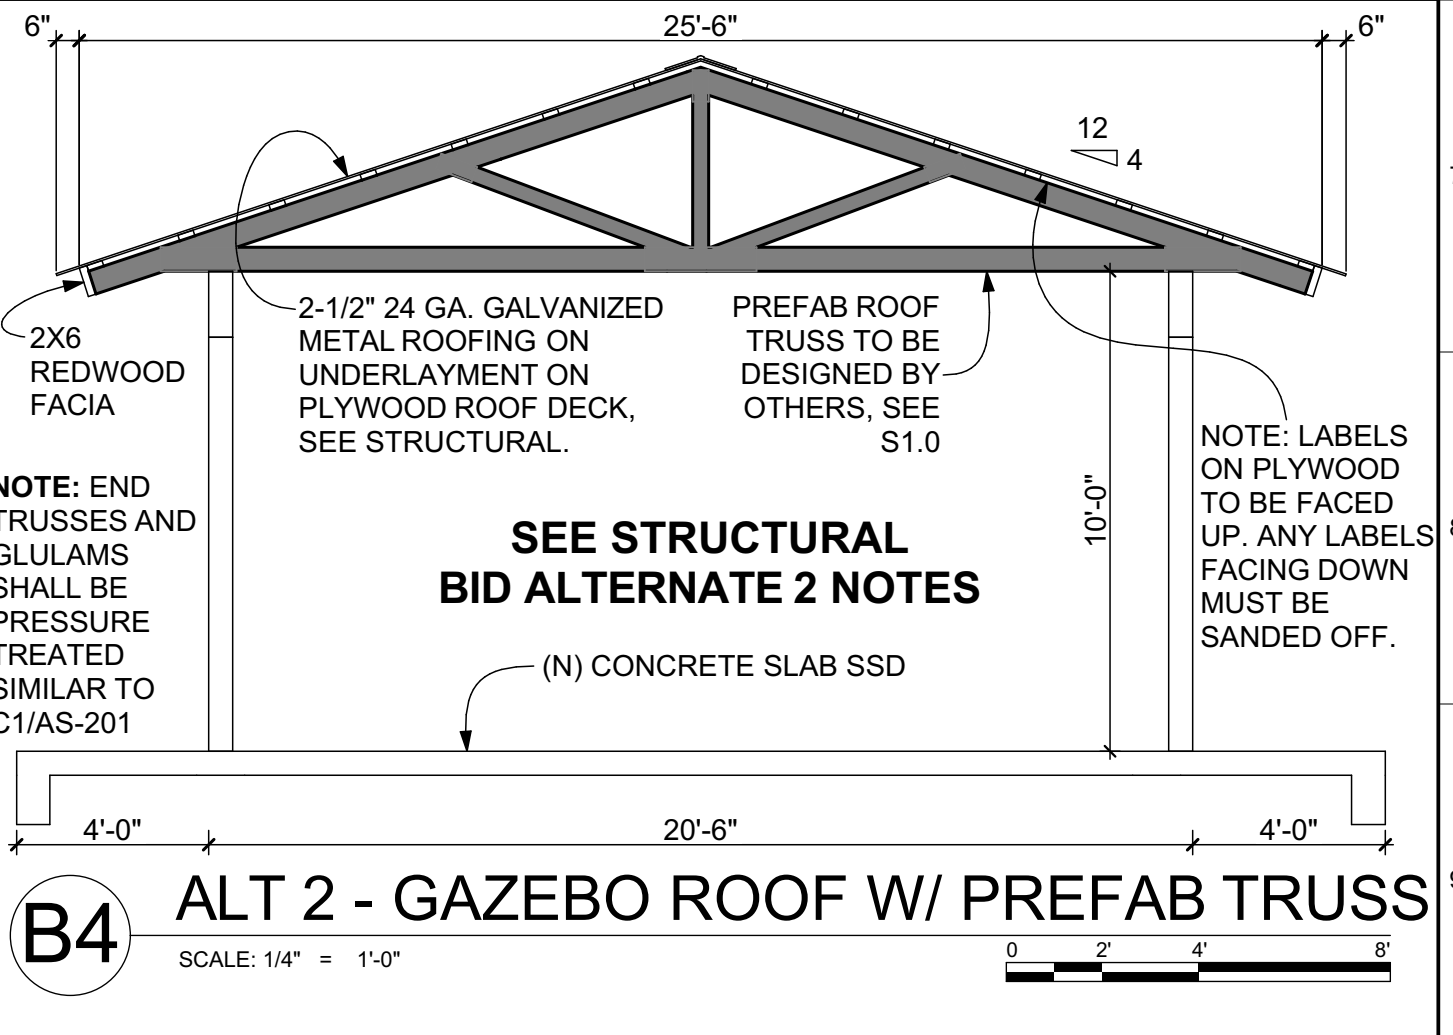 6" 25'-6" 6"
12
4
2X6
REDWOOD
FACIA
2-1/2" 24 GA. GALVANIZED
METAL ROOFING ON
UNDERLAYMENT ON
PLYWOOD ROOF DECK,
SEE STRUCTURAL.
PREFAB ROOF
TRUSS TO BE
DESIGNED BY
OTHERS, SEE
S1.0
NOTE: LABELS
ON PLYWOOD
TO BE FACED
UP. ANY LABELS
FACING DOWN
MUST BE
SANDED OFF.
NOTE: END
TRUSSES AND
GLULAMS
SHALL BE
PRESSURE
TREATED
SIMILAR TO
C1/AS-201
SEE STRUCTURAL
BID ALTERNATE 2 NOTES
10'-0"
(N) CONCRETE SLAB SSD
4'-0" 20'-6" 4'-0"
B4
ALT 2 - GAZEBO ROOF W/ PREFAB TRUSS
SCALE: 1/4" = 1'-0"
0 2' 4' 8'